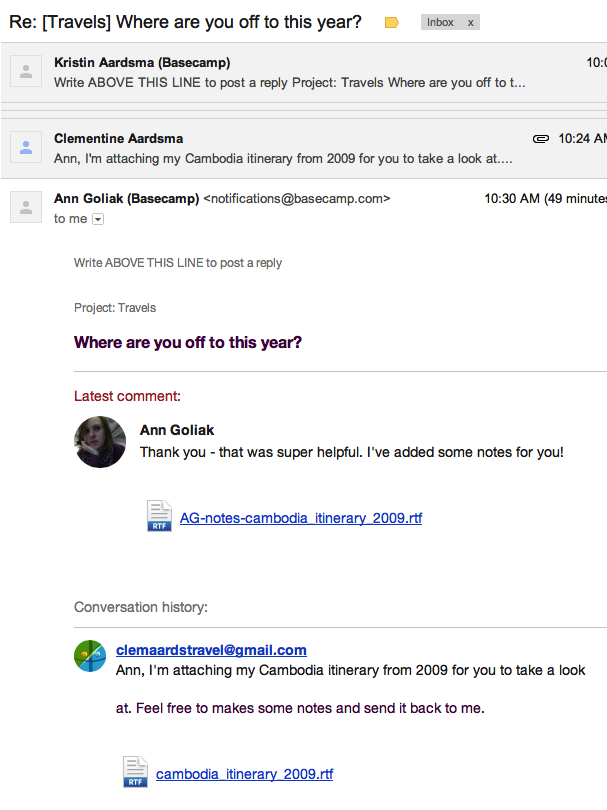 Re: [Travels] Where are you off to this year?
Inbox x
Kristin Aardsma (Basecamp)
Write ABOVE THIS LINE to post a reply Project: Travels Where are you off to t...
Clementine Aardsma 10:24 AM
Ann, I'm attaching my Cambodia itinerary from 2009 for you to take a look at....
Ann Goliak (Basecamp) <notifications@basecamp.com> 10:30 AM (49 minutes
to me
Write ABOVE THIS LINE to post a reply
Project: Travels
Where are you off to this year?
Latest comment:
Ann Goliak
Thank you - that was super helpful. I've added some notes for you!
RTF AG-notes-cambodia_itinerary_2009.rtf
Conversation history:
clemaardstravel@gmail.com
Ann, I'm attaching my Cambodia itinerary from 2009 for you to take a look
at. Feel free to makes some notes and send it back to me.
RTF cambodia_itinerary_2009.rtf